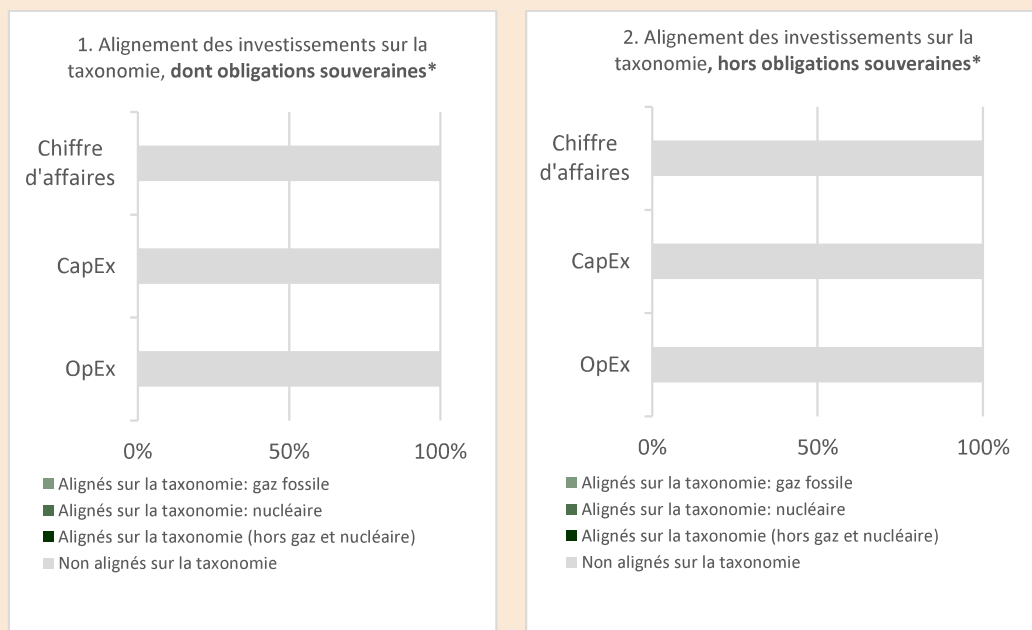 1. Alignement des investissements sur la
taxonomie, dont obligations souveraines*
Chiffre
d'affaires
CapEx
OpEx
0% 50% 100%
Alignés sur la taxonomie: gaz fossile
Alignés sur la taxonomie: nucléaire
Alignés sur la taxonomie (hors gaz et nucléaire)
Non alignés sur la taxonomie
2. Alignement des investissements sur la
taxonomie, hors obligations souveraines*
Chiffre
d'affaires
CapEx
OpEx
0% 50% 100%
Alignés sur la taxonomie: gaz fossile
Alignés sur la taxonomie: nucléaire
Alignés sur la taxonomie (hors gaz et nucléaire)
Non alignés sur la taxonomie